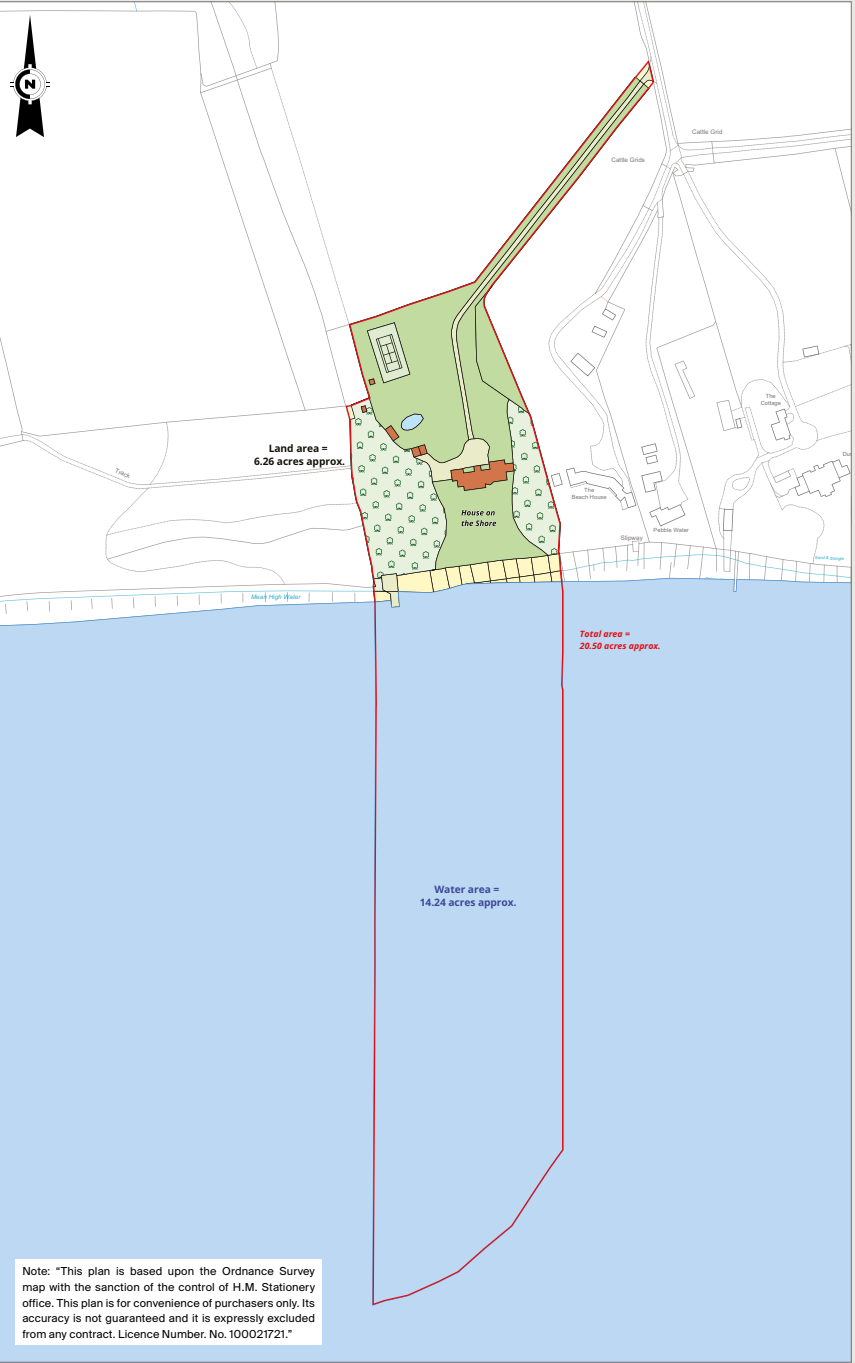 N
Cattle Grid
Cattle Grids
The
Cottage
Land area =
6.26 acres approx.
Track
The
Beach House
House on
the Shore
Pebble Water
Slipway
Mean High Water
Total area =
20.50 acres approx.
Water area =
14.24 acres approx.
Note: “This plan is based upon the Ordnance Survey
map with the sanction of the control of H.M. Stationery
office. This plan is for convenience of purchasers only. Its
accuracy is not guaranteed and it is expressly excluded
from any contract. Licence Number. No. 100021721.”